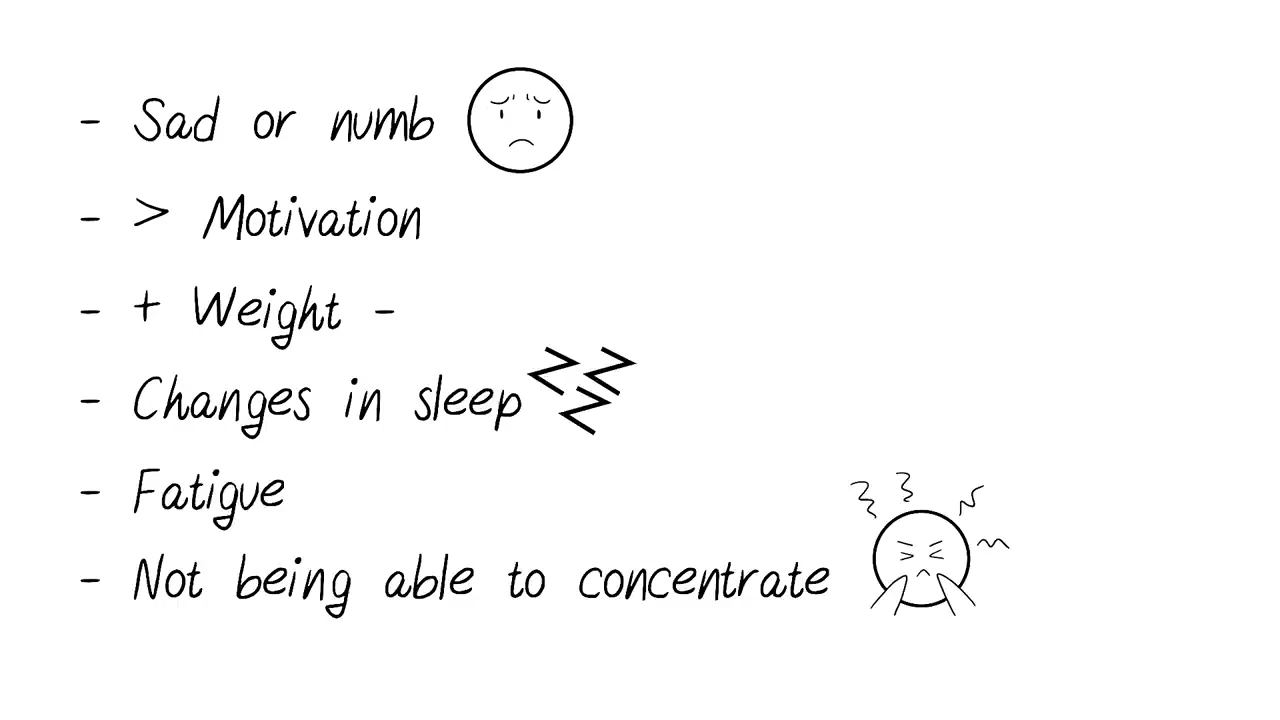 - Sad or numb
- > Motivation
- + Weight -
- Changes in sleep
- Fatigue
- Not being able to concentrate